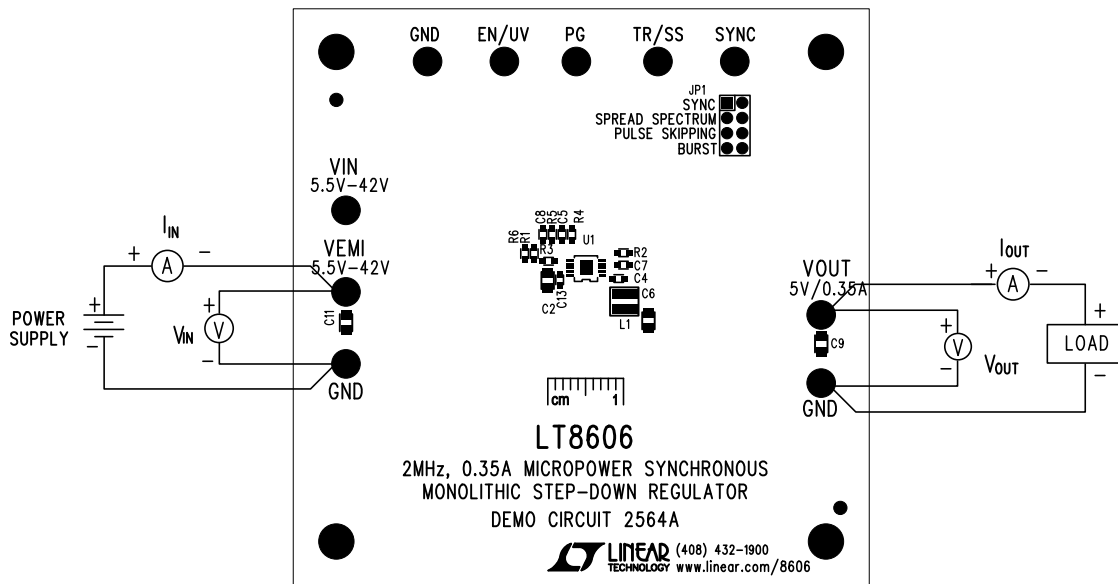 GND EN/UV PG TR/SS SYNC
JP1
SYNC
SPREAD SPECTRUM
PULSE SKIPPING
BURST
VIN
5.5V-42V
VEMI
5.5V-42V
C11
GND
+ IIN -
A
POWER
SUPPLY
+
-
VIN
+
V
-
R6
R1
C8
R5
C5
R4
R3
U1
R2
C7
C4
C2
C13
C6
L1
VOUT
5V/0.35A
C9
GND
IOUT
+ A -
+
V
-
VOUT
+
LOAD
-
cm 1
LT8606
2MHz, 0.35A MICROPOWER SYNCHRONOUS
MONOLITHIC STEP-DOWN REGULATOR
DEMO CIRCUIT 2564A
LINEAR (408) 432-1900
TECHNOLOGY www.linear.com/8606